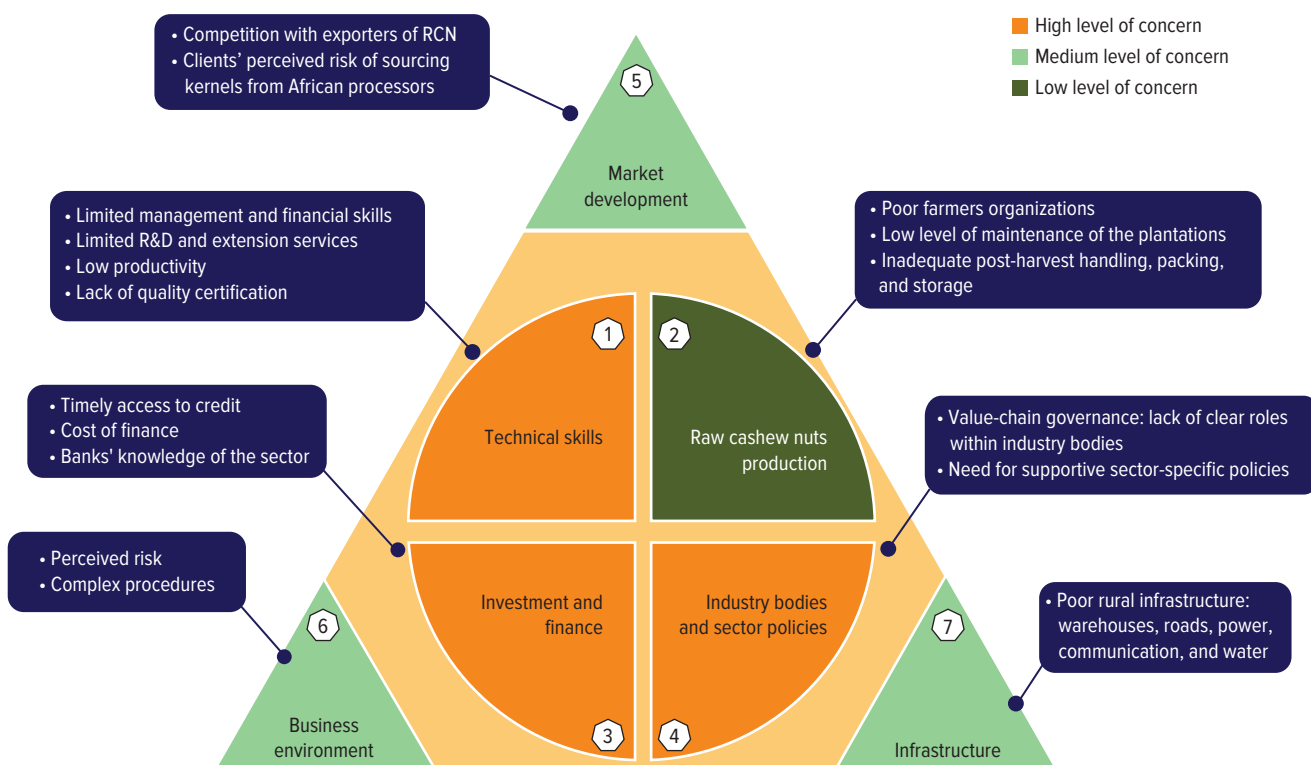 • Competition with exporters of RCN
• Clients’ perceived risk of sourcing
kernels from African processors
High level of concern
Medium level of concern
Low level of concern
5
Market
development
• Limited management and financial skills
• Limited R&D and extension services
• Low productivity
• Lack of quality certification
• Poor farmers organizations
• Low level of maintenance of the plantations
• Inadequate post-harvest handling, packing,
and storage
1
Technical skills
2
Raw cashew nuts
production
• Timely access to credit
• Cost of finance
• Banks' knowledge of the sector
• Value-chain governance: lack of clear roles
within industry bodies
• Need for supportive sector-specific policies
Investment and
finance
3
Industry bodies
and sector policies
4
• Perceived risk
• Complex procedures
6
Business
environment
7
Infrastructure
• Poor rural infrastructure:
warehouses, roads, power,
communication, and water